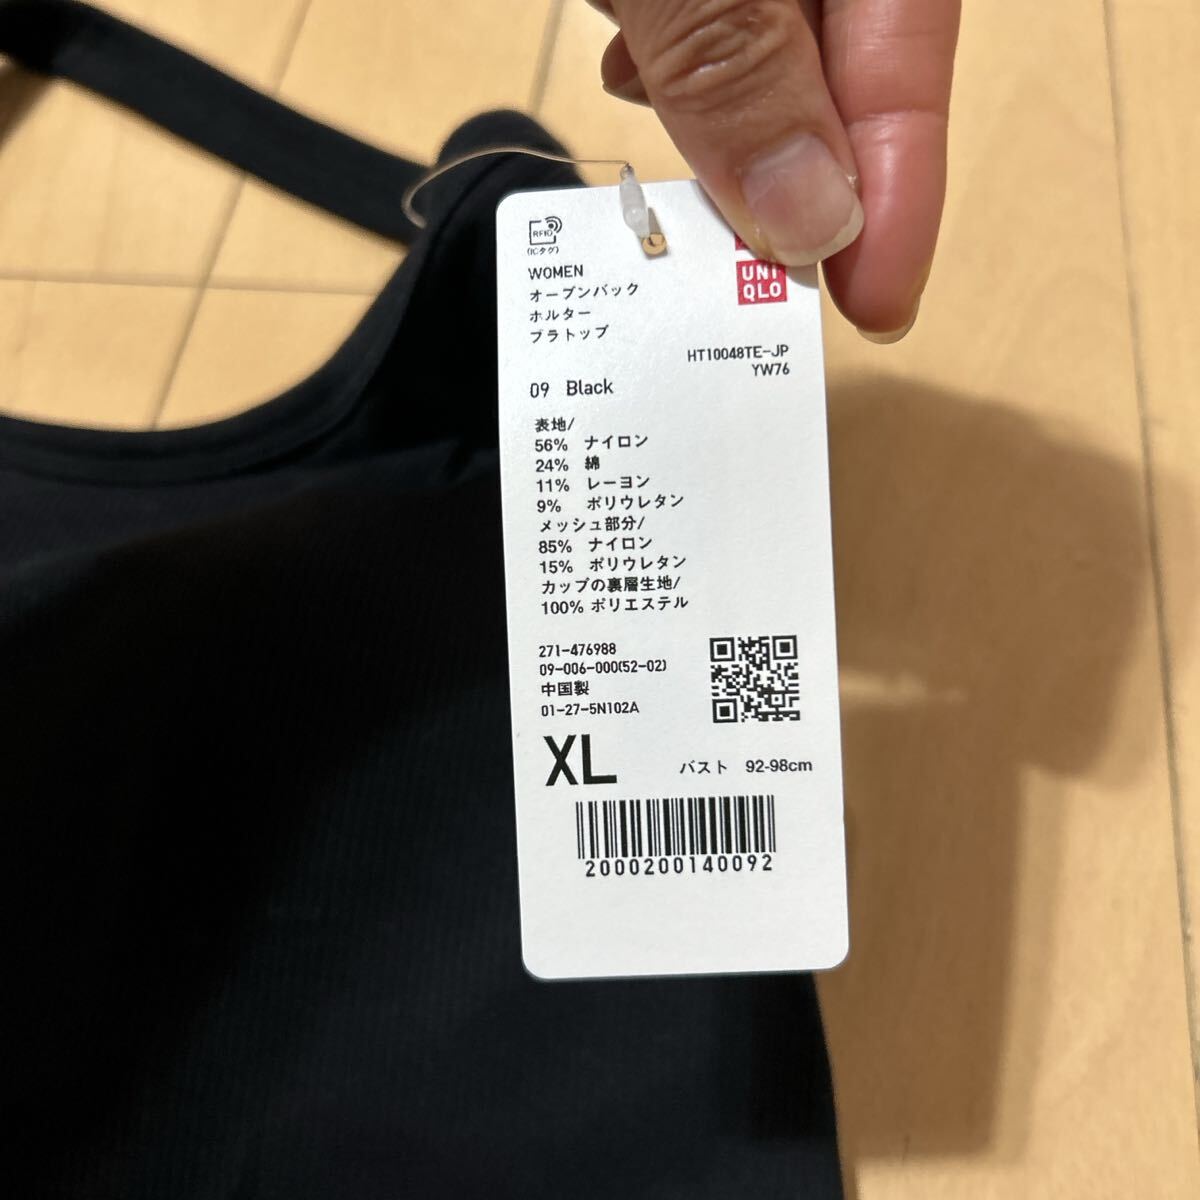 RFID
(ICタグ)
WOMEN
オープンバック
ホルター
ブラトップ
UNI
QLO
HT10048TE-JP
YW76
09 Black
表地/
56% ナイロン
24% 綿
11% レーヨン
9% ポリウレタン
メッシュ部分/
85% ナイロン
15% ポリウレタン
カップの裏層生地/
100% ポリエステル
271-476988
09-006-000(52-02)
中国製
01-27-5N102A
XL
バスト 92-98cm
2000200140092